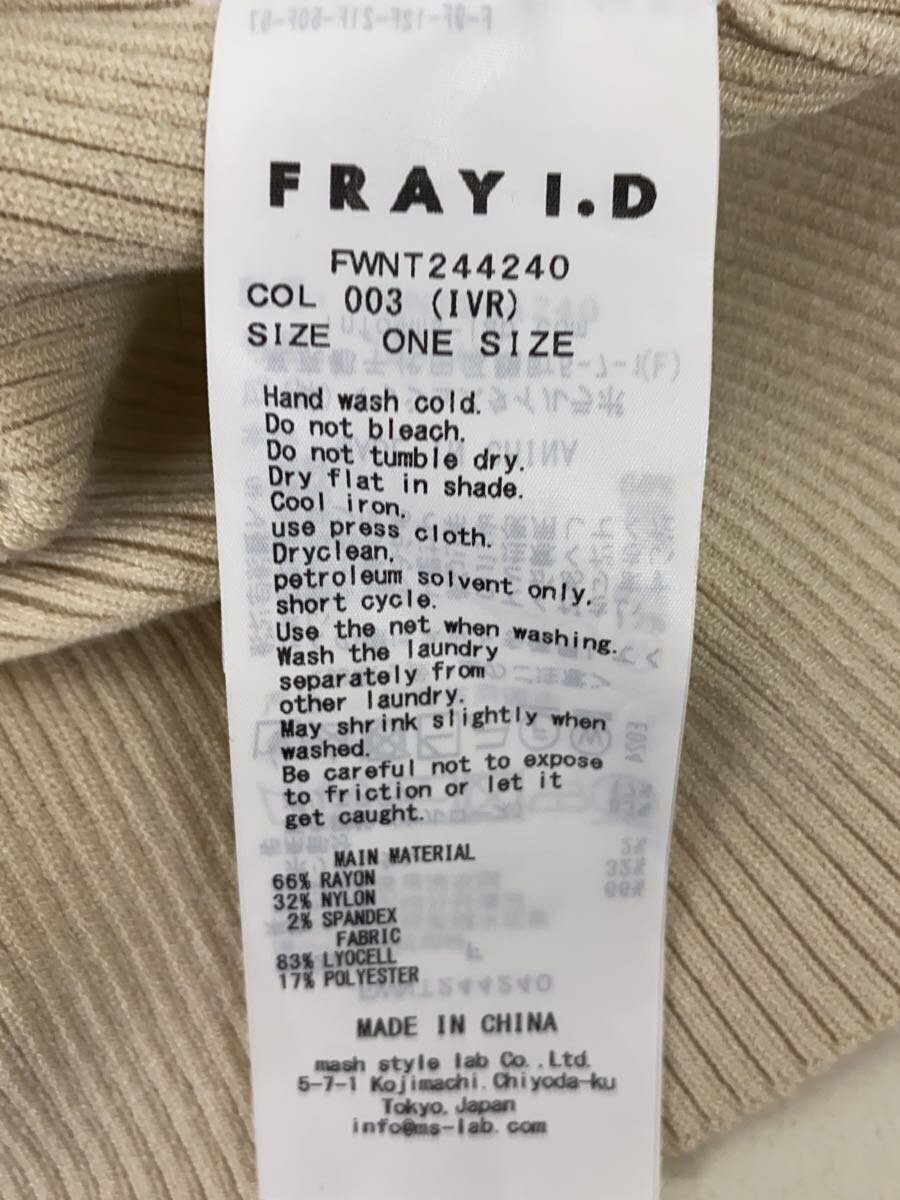 FRAY I.D
FWNT244240
COL 003 (IVR)
SIZE ONE SIZE
Hand wash cold.
Do not bleach.
Do not tumble dry.
Dry flat in shade.
Cool iron.
use press cloth.
Dryclean.
petroleum solvent only.
short cycle.
Use the net when washing.
Wash the laundry
separately from
other laundry.
May shrink slightly when
washed.
Be careful not to expose
to friction or let it
get caught.
MAIN MATERIAL
66% RAYON
32% NYLON
2% SPANDEX
FABRIC
83% LYOCELL
17% POLYESTER
MADE IN CHINA
mash style lab Co.,Ltd.
5-7-1 Kojimachi.Chiyoda-ku
Tokyo.Japan
info@ms-lab.com